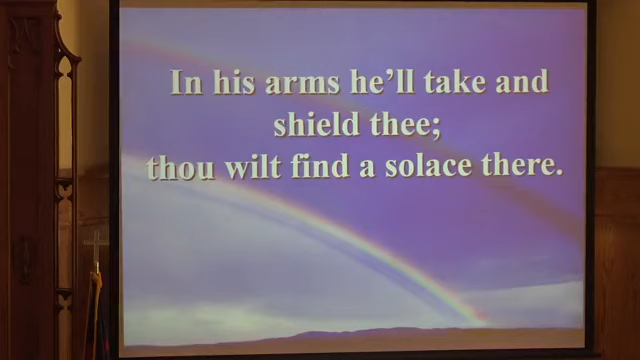 In his arms he’ll take and
shield thee;
thou wilt find a solace there.